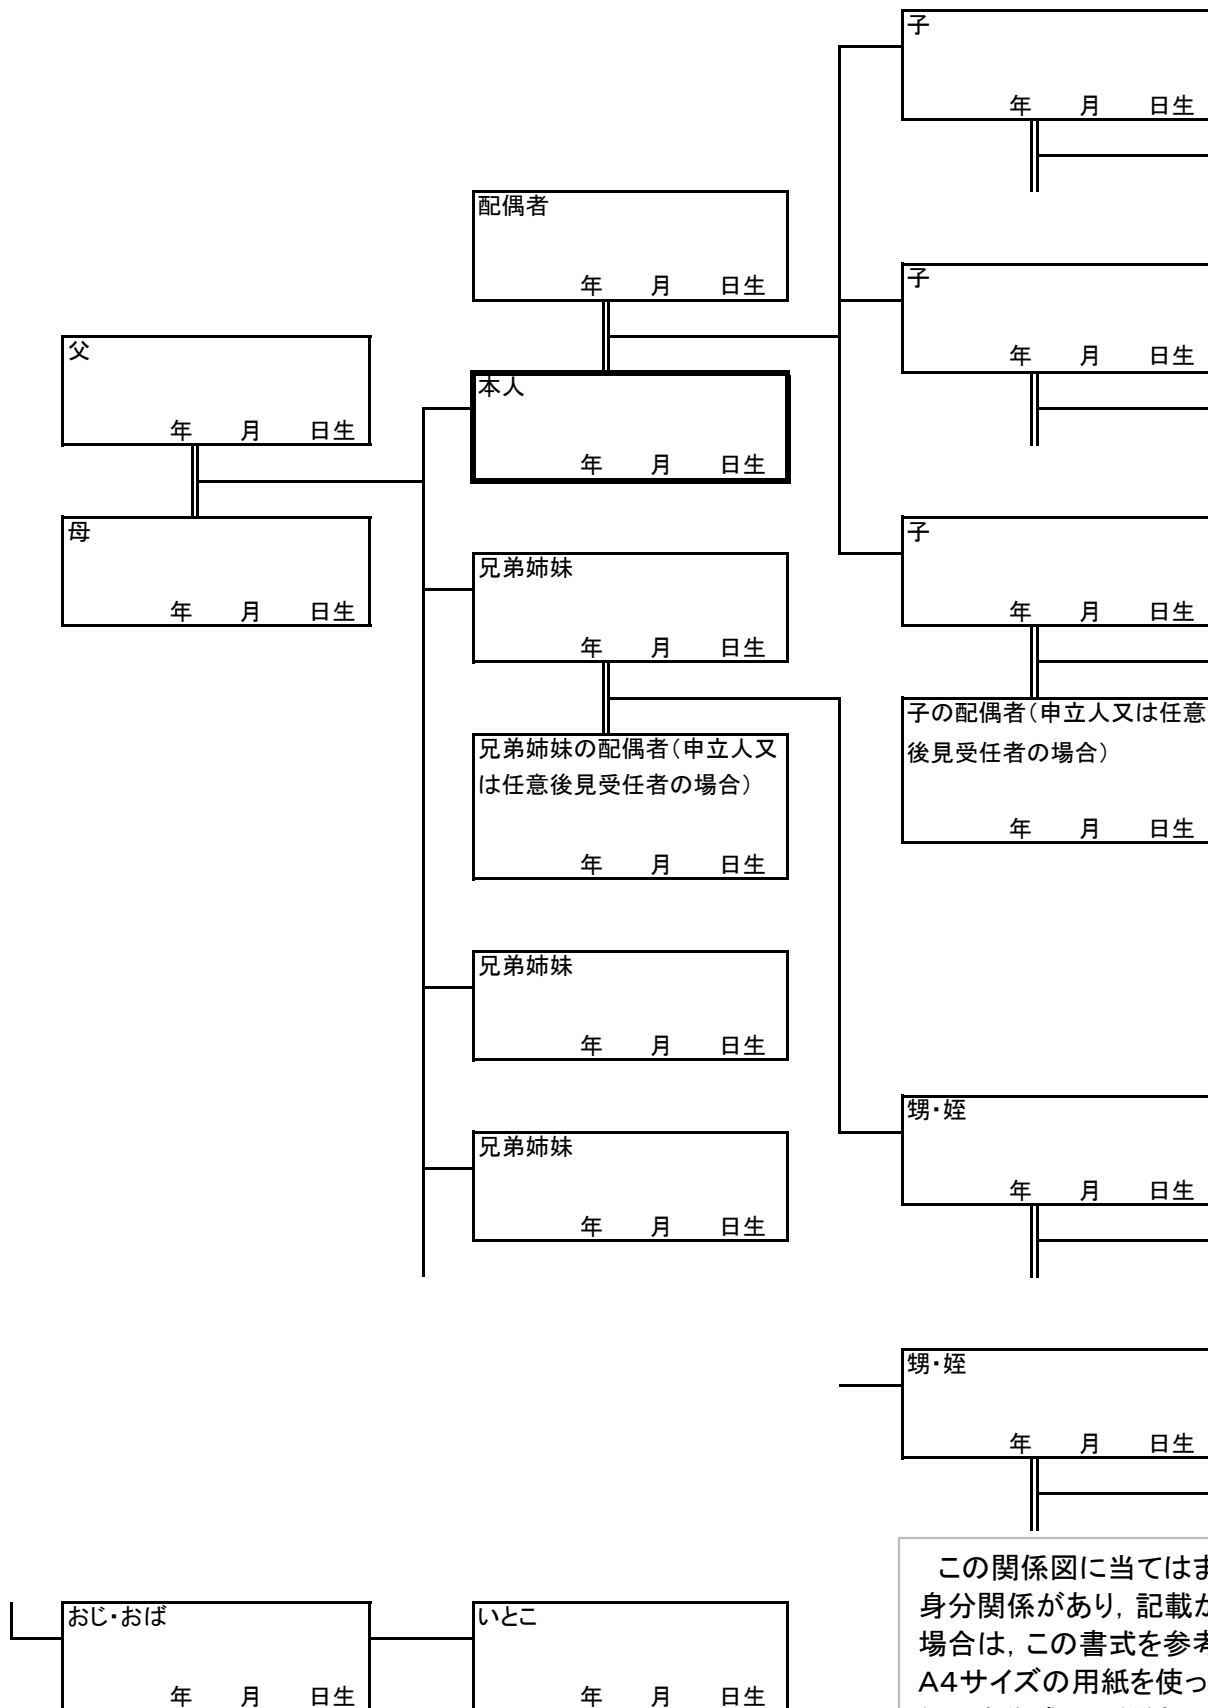 子
年 月 日生
配偶者
年 月 日生
子
年 月 日生
父
年 月 日生
本人
年 月 日生
母
年 月 日生
兄弟姉妹
年 月 日生
子
年 月 日生
子の配偶者（申立人又は任意
後見受任者の場合）
年 月 日生
兄弟姉妹の配偶者（申立人又
は任意後見受任者の場合）
年 月 日生
兄弟姉妹
年 月 日生
甥・姪
年 月 日生
兄弟姉妹
年 月 日生
甥・姪
年 月 日生
おじ・おば
年 月 日生
いとこ
年 月 日生
この関係図に当てはま
身分関係があり，記載が
場合は，この書式を参考
Ａ４サイズの用紙を使っ